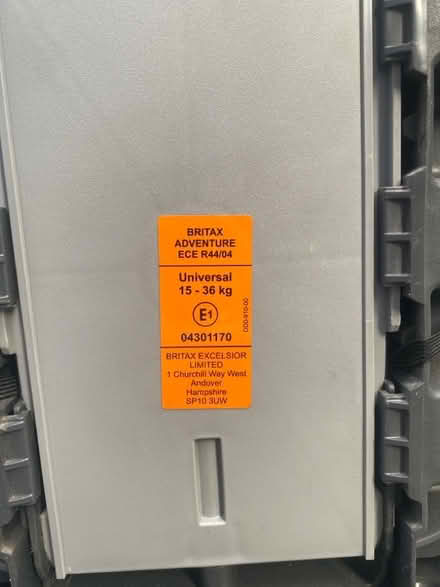 BRITAX
ADVENTURE
ECE R44/04
Universal
15 - 36 kg
E1
04301170
BRITAX EXCELSIOR
LIMITED
1 Churchill Way West
Andover
Hampshire
SP10 3UW